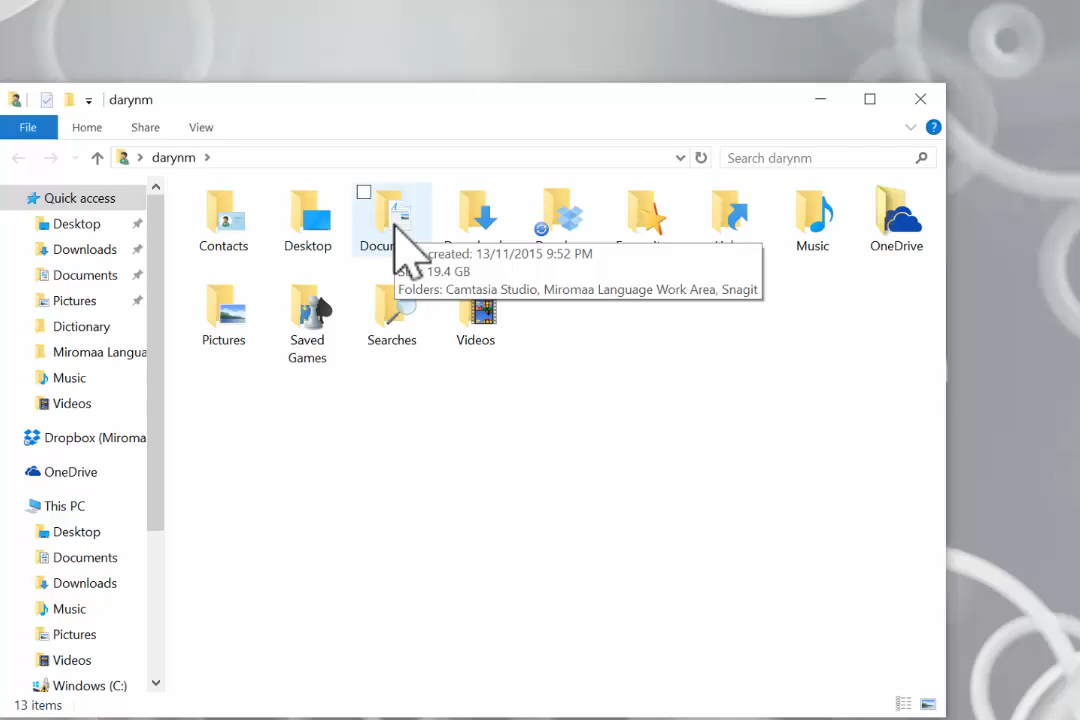 darynm
File
Home
Share
View
darynm
Search darynm
Quick access
Desktop
Downloads
Documents
Pictures
Dictionary
Miromaa Langua
Music
Videos
Dropbox (Miroma
OneDrive
This PC
Desktop
Documents
Downloads
Music
Pictures
Videos
Windows (C:)
Contacts
Desktop
Music
OneDrive
created: 13/11/2015 9:52 PM
19.4 GB
Folders: Camtasia Studio, Miromaa Language Work Area, Snagit
Pictures
Saved
Games
Searches
Videos
13 items